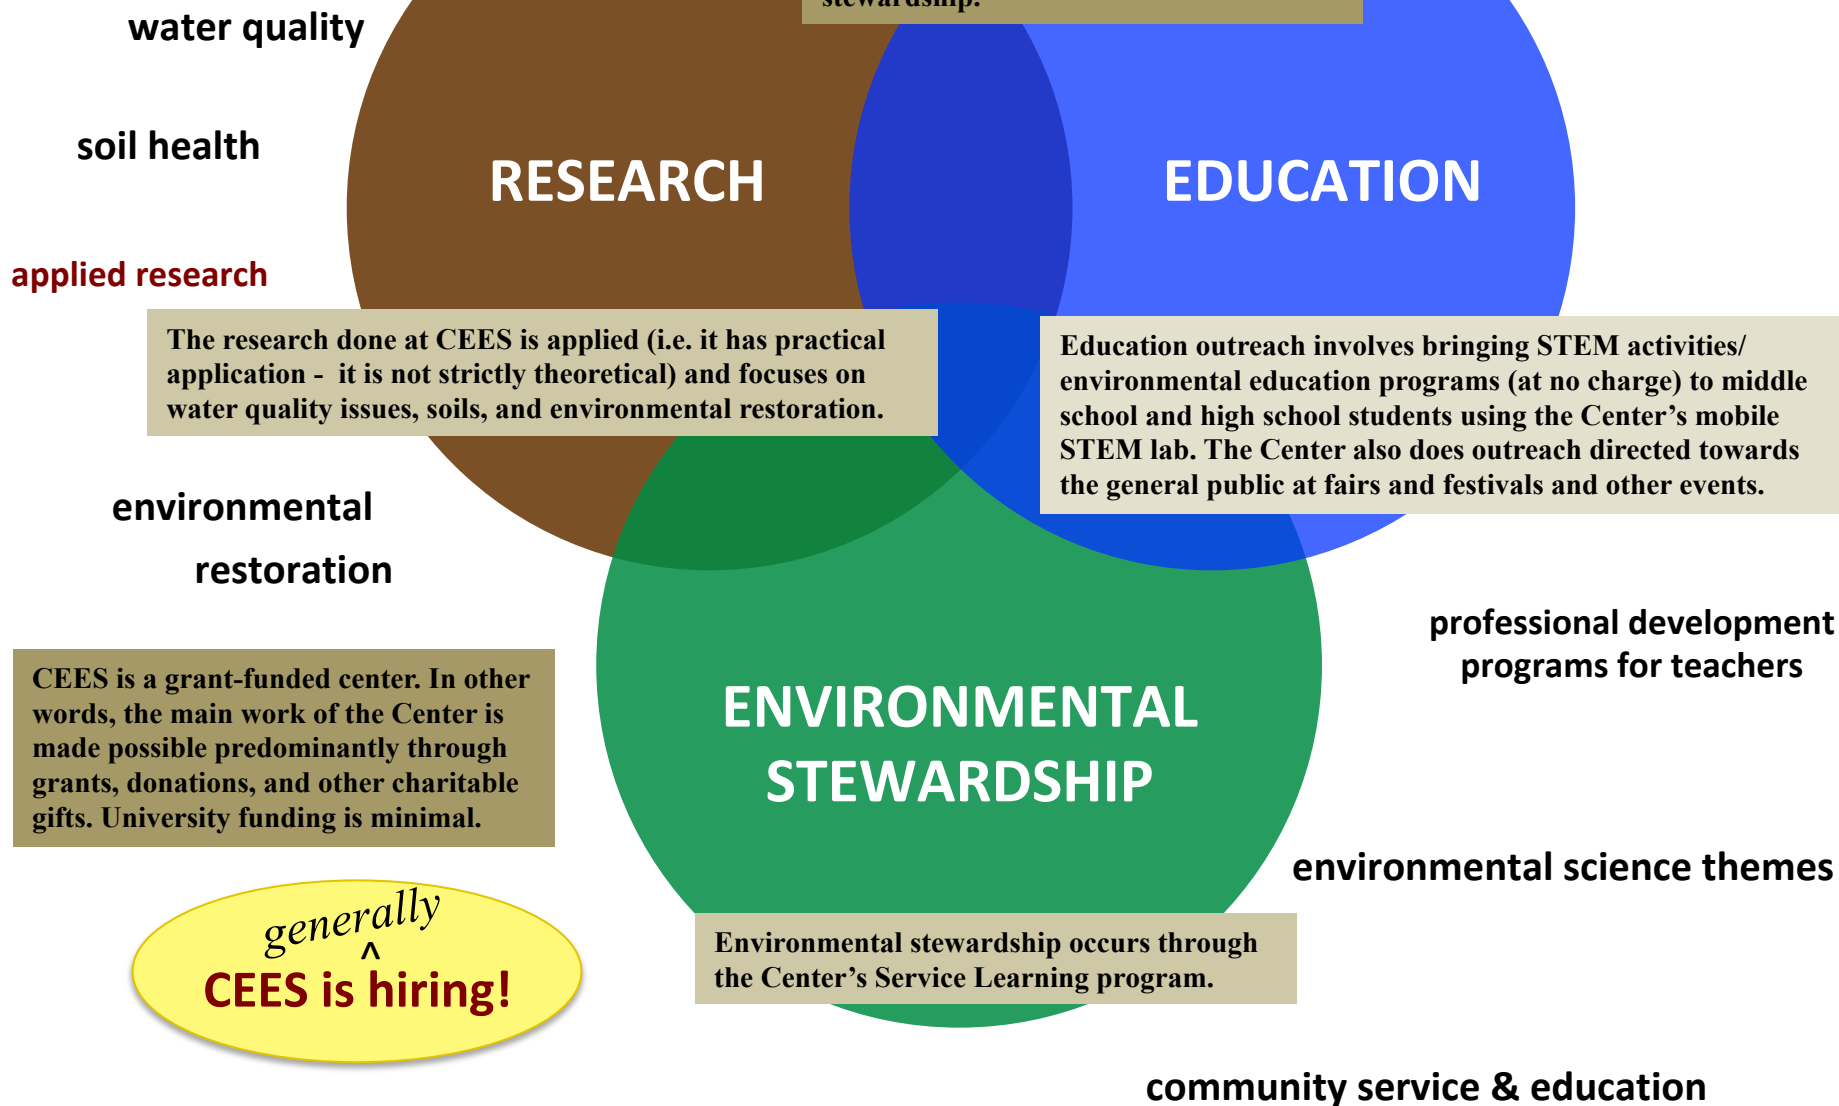 stewardship.
water quality
soil health
RESEARCH
EDUCATION
applied research
The research done at CEES is applied (i.e. it has practical
application -  it is not strictly theoretical) and focuses on
water quality issues, soils, and environmental restoration.
Education outreach involves bringing STEM activities/
environmental education programs (at no charge) to middle
school and high school students using the Center’s mobile
STEM lab. The Center also does outreach directed towards
the general public at fairs and festivals and other events.
environmental
restoration
professional development
programs for teachers
CEES is a grant-funded center. In other
words, the main work of the Center is
made possible predominantly through
grants, donations, and other charitable
gifts. University funding is minimal.
ENVIRONMENTAL
STEWARDSHIP
environmental science themes
generally
^
CEES is hiring!
Environmental stewardship occurs through
the Center’s Service Learning program.
community service & education